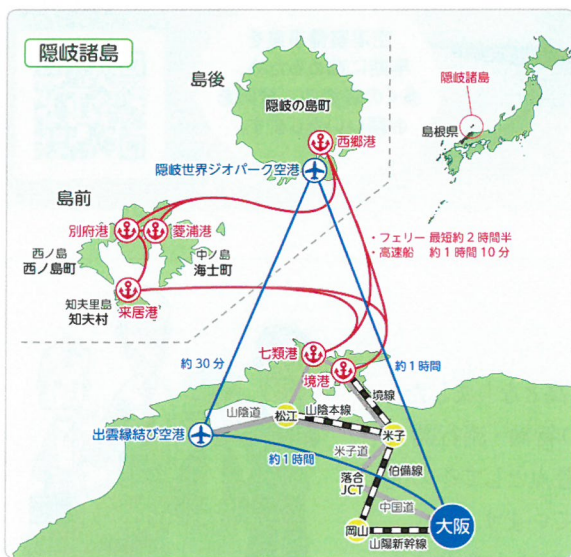 隠岐諸島
島後
隠岐の島町
西郷港
隠岐世界ジオパーク空港
隠岐諸島
島根県
島前
別府港
菱浦港
西ノ島
西ノ島町
中ノ島
海士町
知夫里島
知夫村
来居港
・フェリー 最短約2時間半
・高速船 約1時間10分
七類港
境港
約30分
約1時間
境線
山陰道
松江
山陰本線
米子
出雲縁結び空港
約1時間
米子道
伯備線
落合
JCT
中国道
岡山
山陽新幹線
大阪